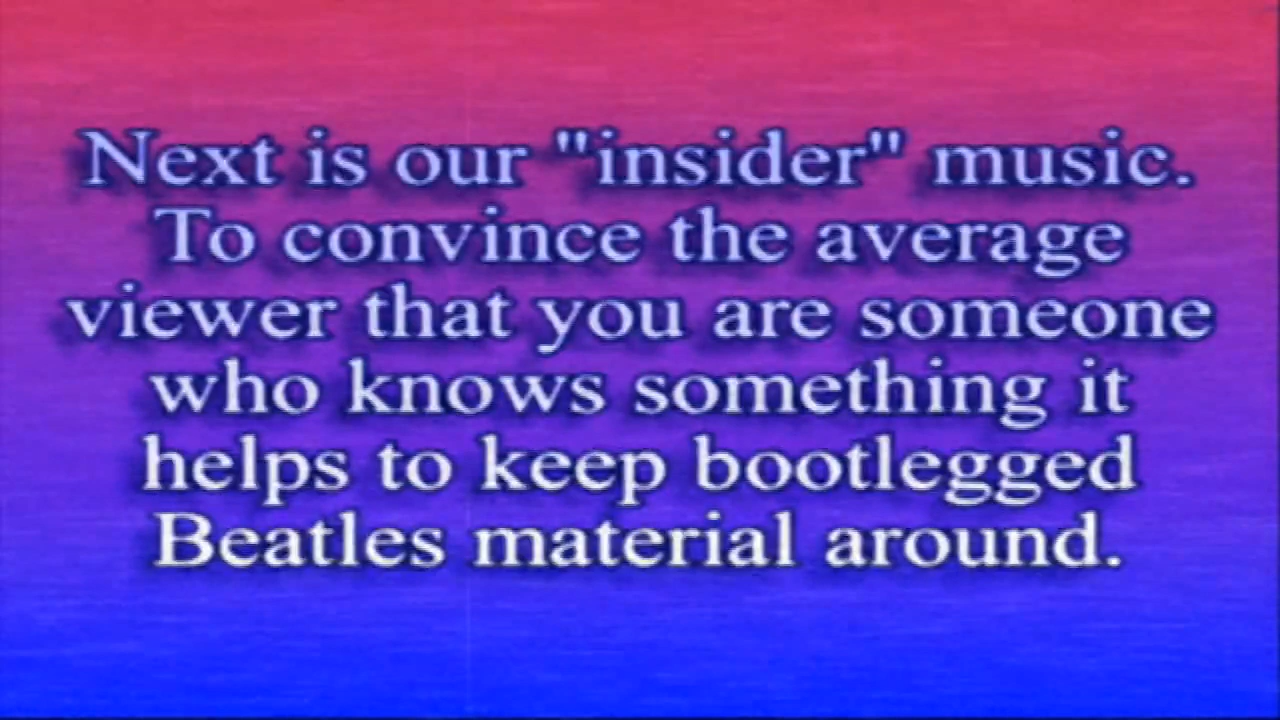 Next is our "insider" music.
To convince the average
viewer that you are someone
who knows something it
helps to keep bootlegged
Beatles material around.